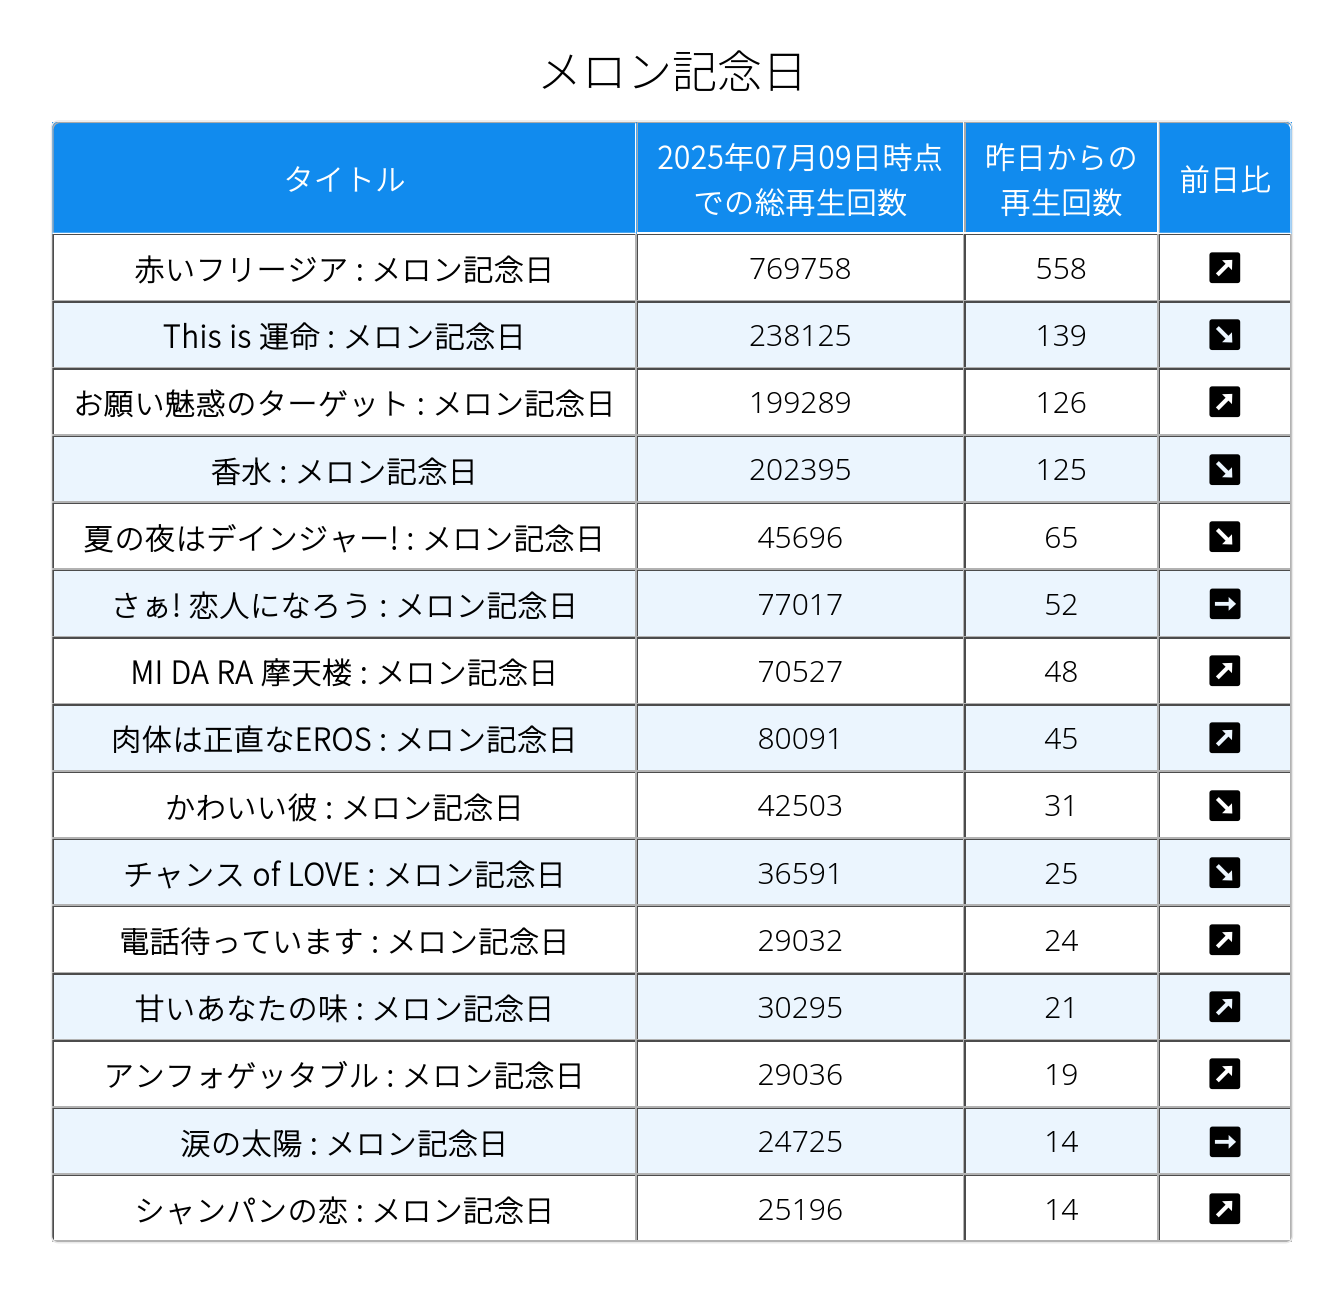 メロン記念日
タイトル 2025年07月09日時点での総再生回数 昨日からの再生回数 前日比
赤いフリージア : メロン記念日 769758 558 ↗
This is 運命 : メロン記念日 238125 139 ↘
お願い魅惑のターゲット : メロン記念日 199289 126 ↗
香水 : メロン記念日 202395 125 ↘
夏の夜はデインジャー! : メロン記念日 45696 65 ↘
さぁ! 恋人になろう : メロン記念日 77017 52 →
MI DA RA 摩天楼 : メロン記念日 70527 48 ↗
肉体は正直なEROS : メロン記念日 80091 45 ↗
かわいい彼 : メロン記念日 42503 31 ↘
チャンス of LOVE : メロン記念日 36591 25 ↘
電話待っています : メロン記念日 29032 24 ↗
甘いあなたの味 : メロン記念日 30295 21 ↗
アンフォゲッタブル : メロン記念日 29036 19 ↗
涙の太陽 : メロン記念日 24725 14 →
シャンパンの恋 : メロン記念日 25196 14 ↗